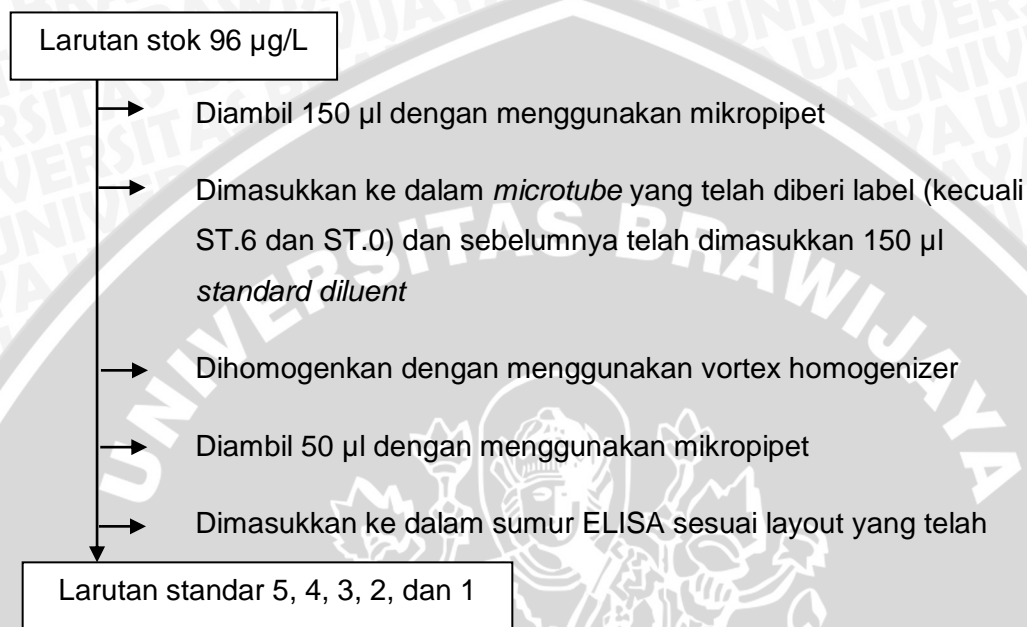 Larutan stok 96 µg/L
Diambil 150 µl dengan menggunakan mikropipet
Dimasukkan ke dalam microtube yang telah diberi label (kecuali
ST.6 dan ST.0) dan sebelumnya telah dimasukkan 150 µl
standard diluent
Dihomogenkan dengan menggunakan vortex homogenizer
Diambil 50 µl dengan menggunakan mikropipet
Dimasukkan ke dalam sumur ELISA sesuai layout yang telah
Larutan standar 5, 4, 3, 2, dan 1
UNIVERSITAS BRAWIJAYA